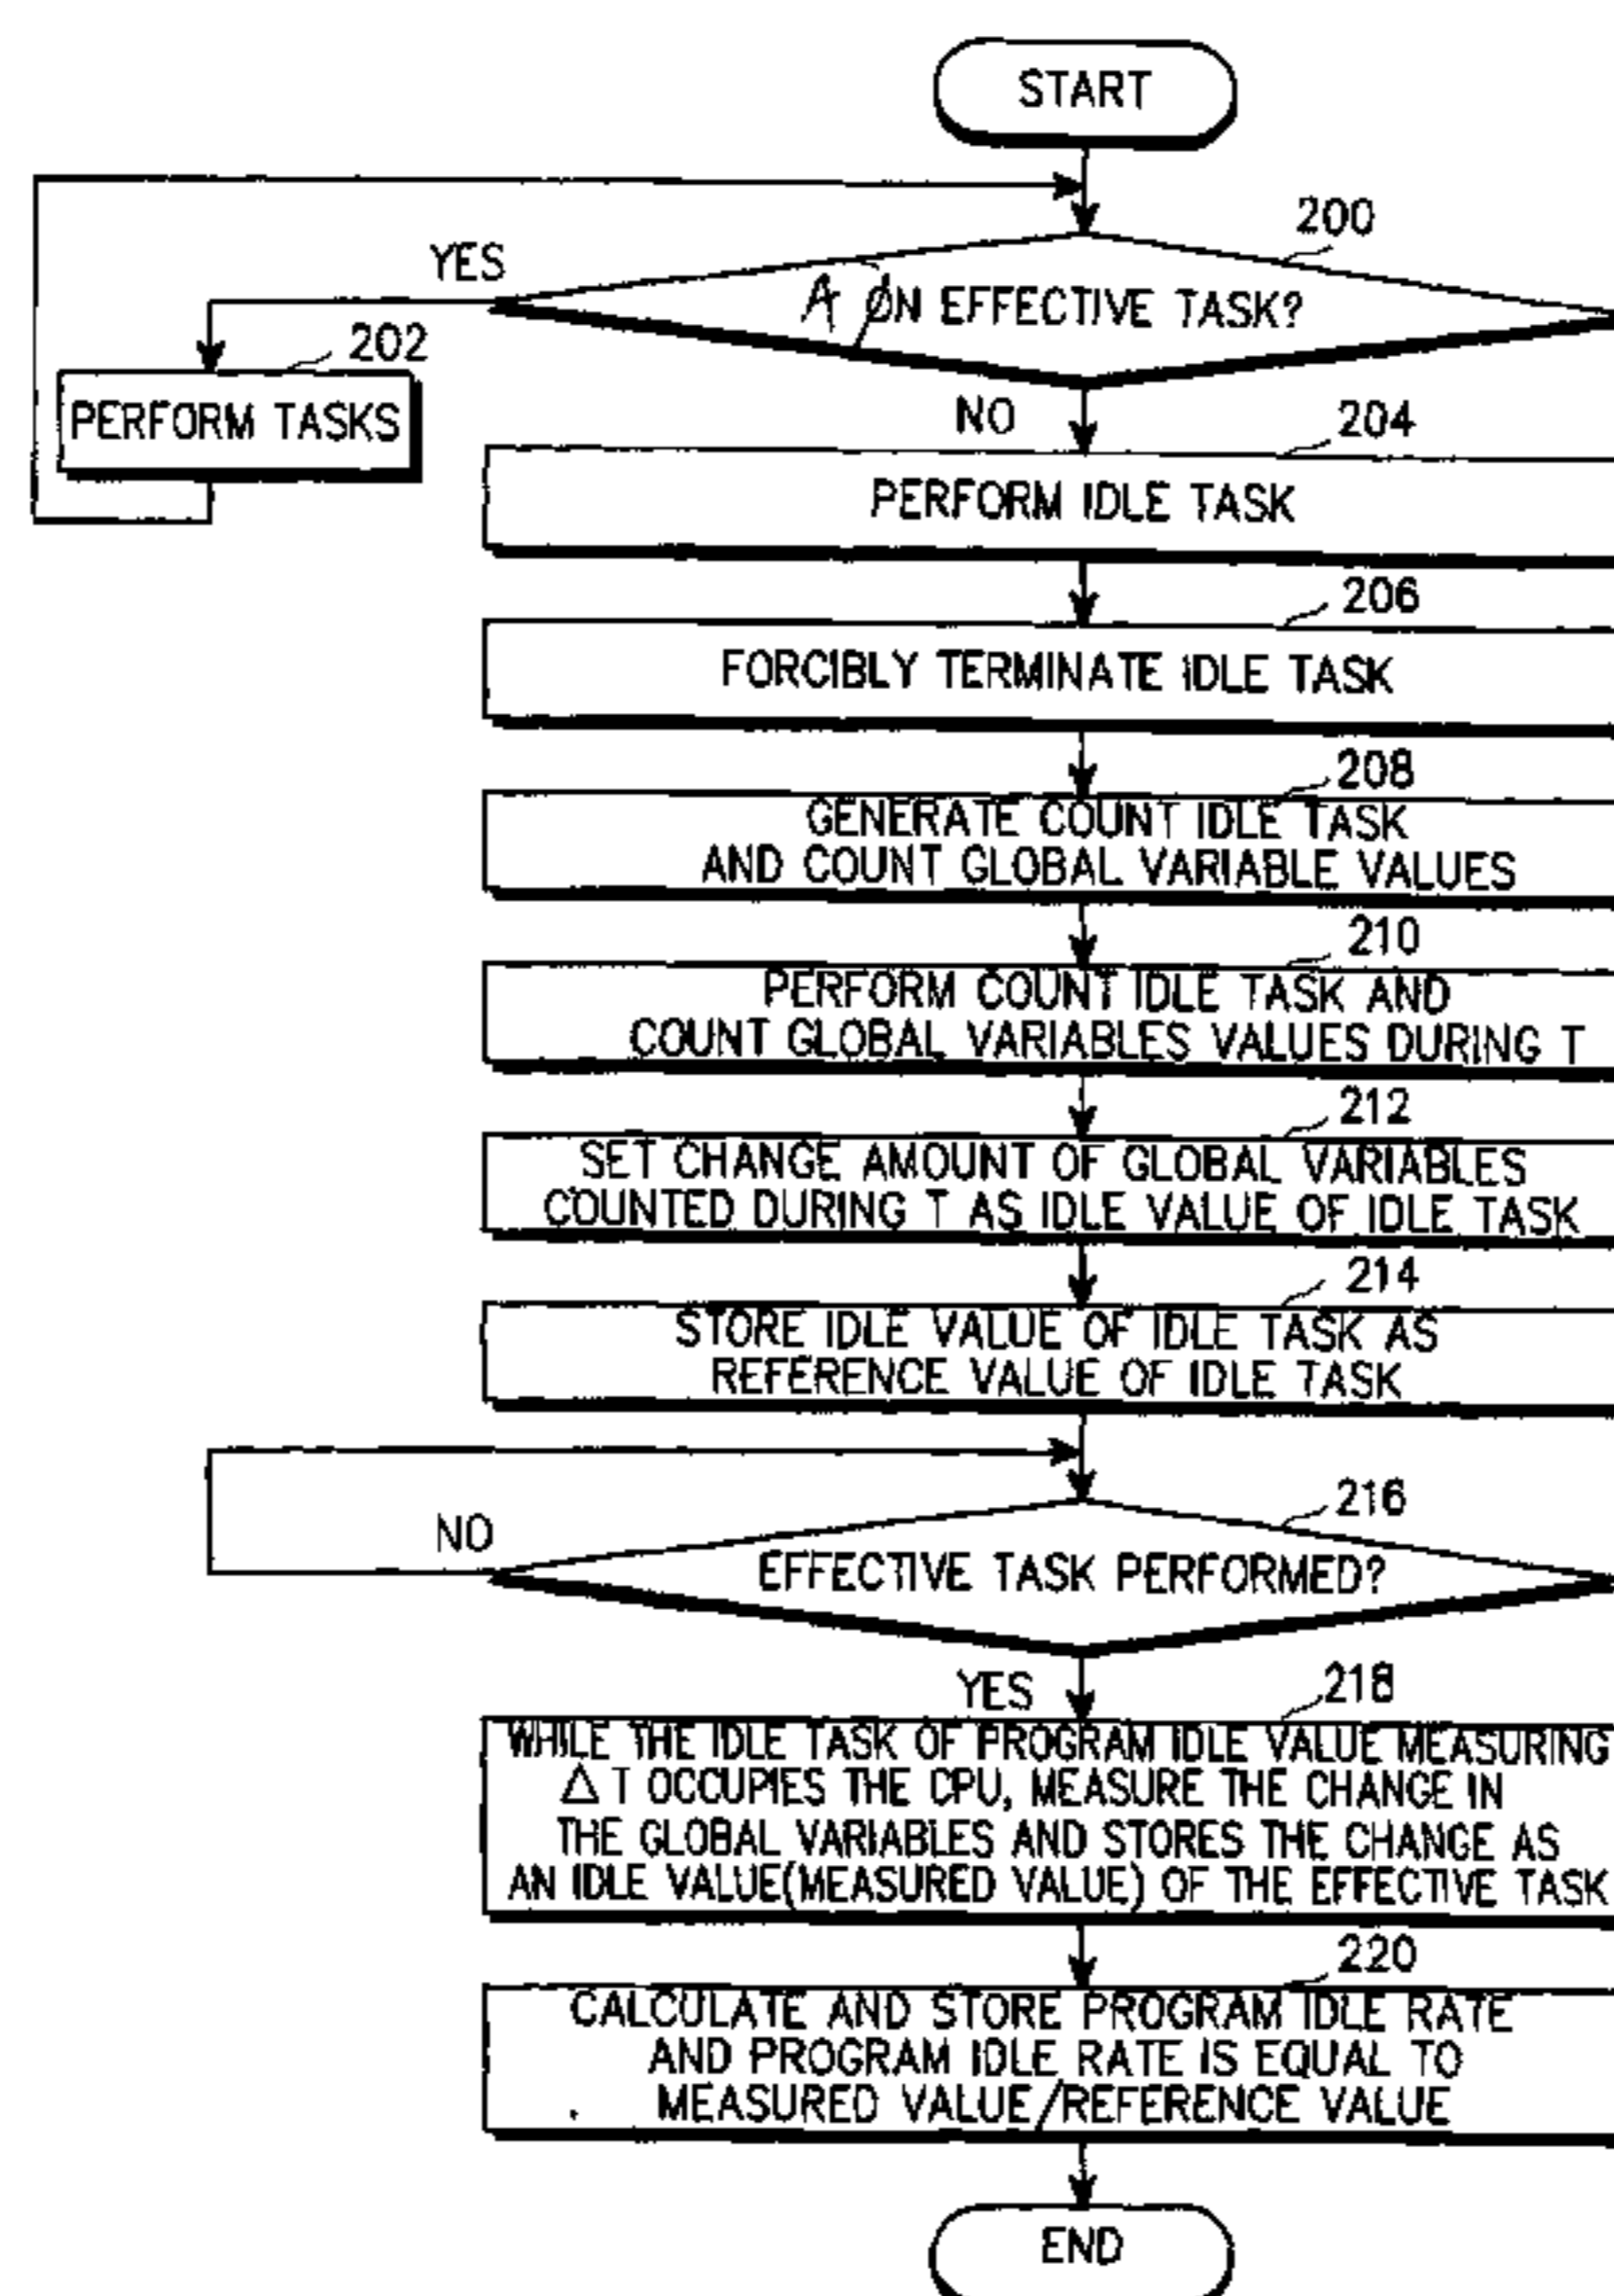 START
200
YES
A ØN EFFECTIVE TASK?
202
PERFORM TASKS
NO
204
PERFORM IDLE TASK
206
FORCIBLY TERMINATE IDLE TASK
208
GENERATE COUNT IDLE TASK
AND COUNT GLOBAL VARIABLE VALUES
210
PERFORM COUNT IDLE TASK AND
COUNT GLOBAL VARIABLES VALUES DURING T
212
SET CHANGE AMOUNT OF GLOBAL VARIABLES
COUNTED DURING T AS IDLE VALUE OF IDLE TASK
214
STORE IDLE VALUE OF IDLE TASK AS
REFERENCE VALUE OF IDLE TASK
216
NO
EFFECTIVE TASK PERFORMED?
YES
218
WHILE THE IDLE TASK OF PROGRAM IDLE VALUE MEASURING
△ T OCCUPIES THE CPU, MEASURE THE CHANGE IN
THE GLOBAL VARIABLES AND STORES THE CHANGE AS
AN IDLE VALUE(MEASURED VALUE) OF THE EFFECTIVE TASK
220
CALCULATE AND STORE PROGRAM IDLE RATE
AND PROGRAM IDLE RATE IS EQUAL TO
MEASURED VALUE/REFERENCE VALUE
END